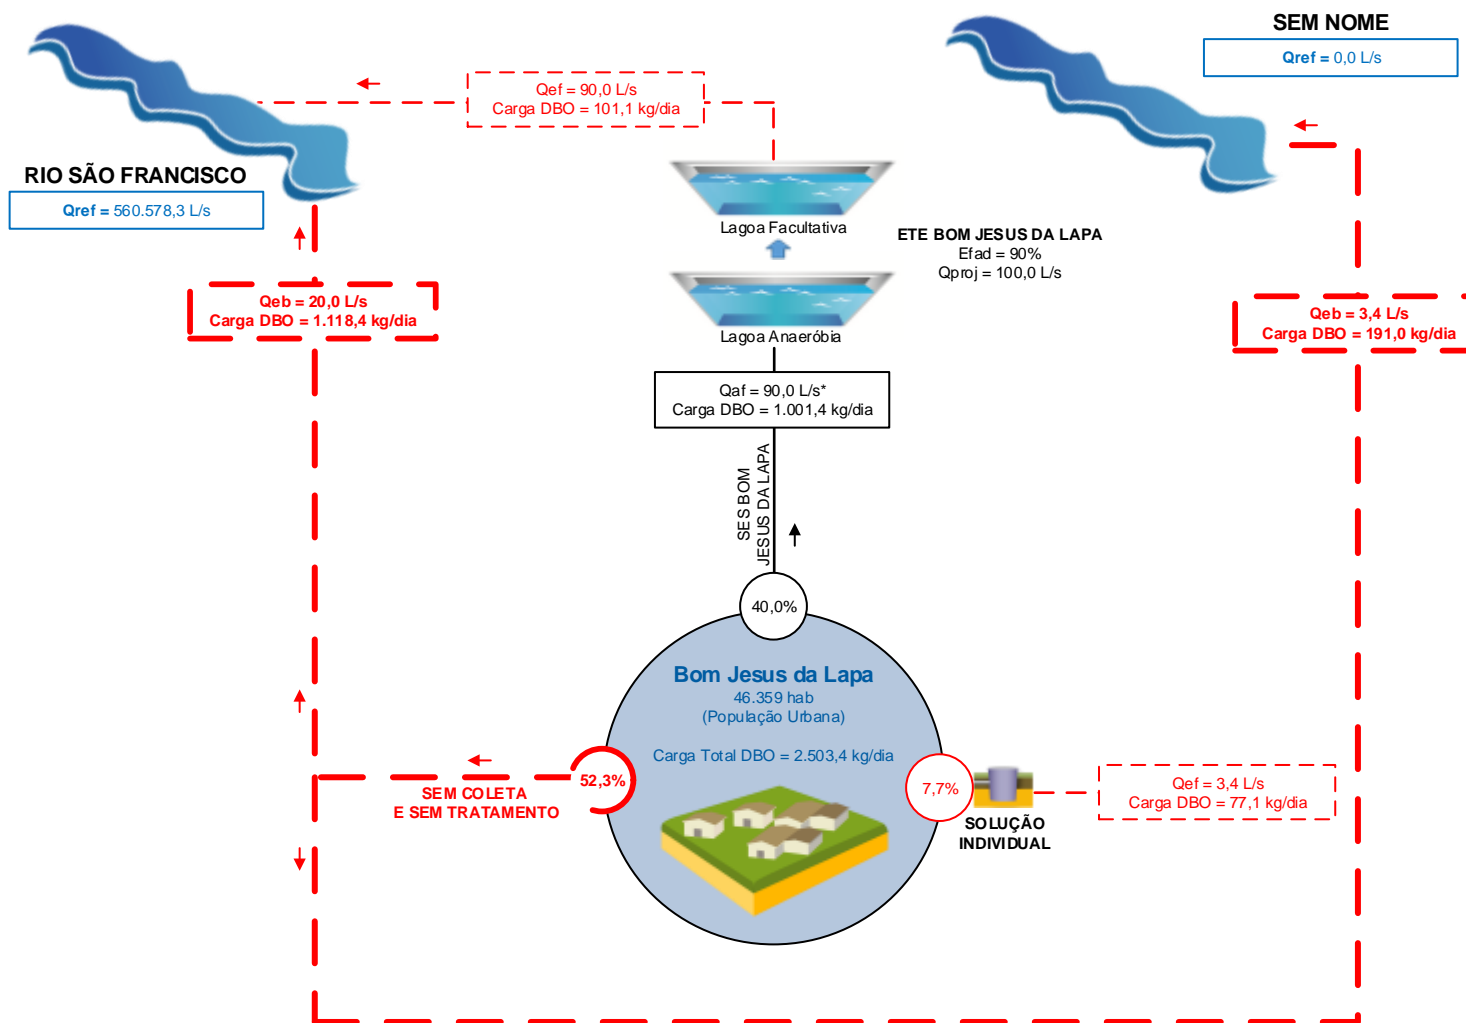 SEM NOME
Qref = 0,0 L/s
Qef = 90,0 L/s
Carga DBO = 101,1 kg/dia
RIO SÃO FRANCISCO
Qref = 560.578,3 L/s
Lagoa Facultativa
ETE BOM JESUS DA LAPA
Efad = 90%
Qproj = 100,0 L/s
Qeb = 20,0 L/s
Carga DBO = 1.118,4 kg/dia
Qeb = 3,4 L/s
Carga DBO = 191,0 kg/dia
Lagoa Anaeróbia
Qaf = 90,0 L/s*
Carga DBO = 1.001,4 kg/dia
SES BOM
JESUS DA LAPA
40,0%
Bom Jesus da Lapa
46.359 hab
(População Urbana)
Carga Total DBO = 2.503,4 kg/dia
52,3%
SEM COLETA
E SEM TRATAMENTO
7,7%
SOLUÇÃO
INDIVIDUAL
Qef = 3,4 L/s
Carga DBO = 77,1 kg/dia